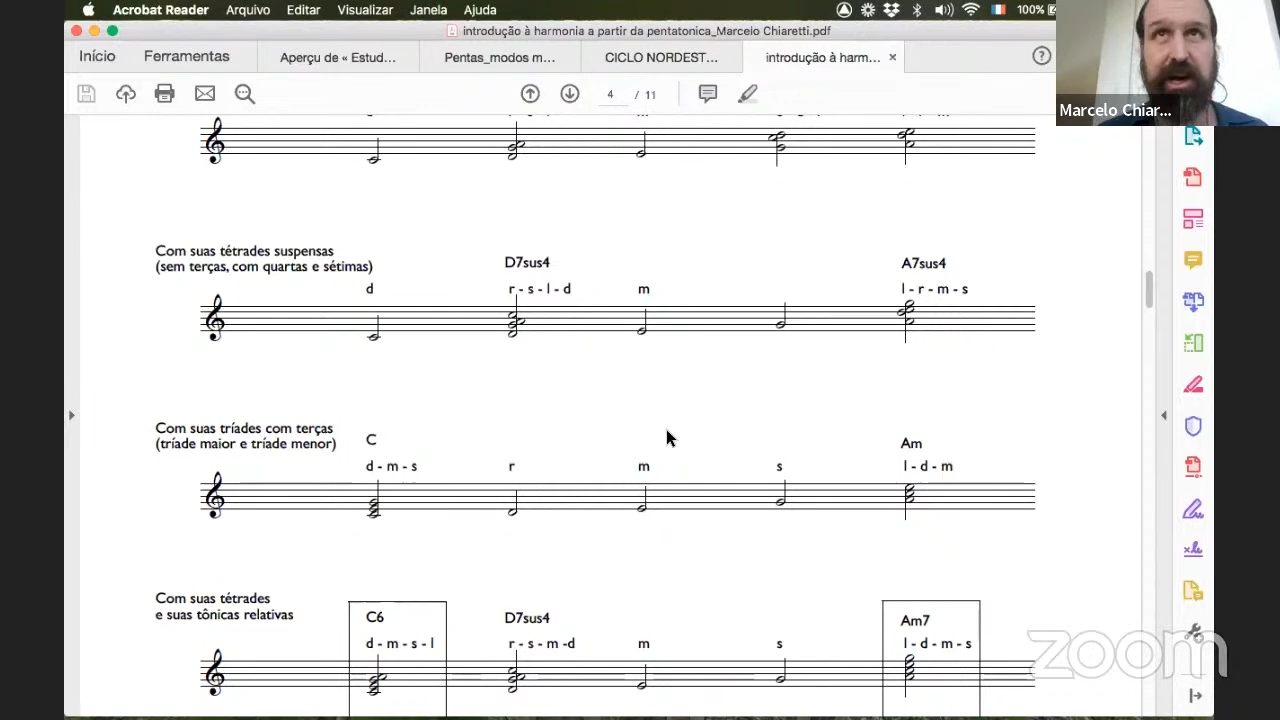 Acrobat Reader Arquivo Editar Visualizar Janela Ajuda 100%
introdução à harmonia a partir da pentatonica_Marcelo Chiaretti.pdf
Início Ferramentas Aperçu de « Estud... Pentas_modos m... CICLO NORDEST... introdução à harm... ×
4 / 11
Marcelo Chiar...
Com suas tétrades suspensas
(sem terças, com quartas e sétimas)
D7sus4 A7sus4
d r - s - l - d m l - r - m - s
Com suas tríades com terças
(tríade maior e tríade menor)
C Am
d - m - s r m s l - d - m
Com suas tétrades
e suas tônicas relativas
C6 D7sus4 Am7
d - m - s - l r - s - m -d m s l - d - m - s
zoom